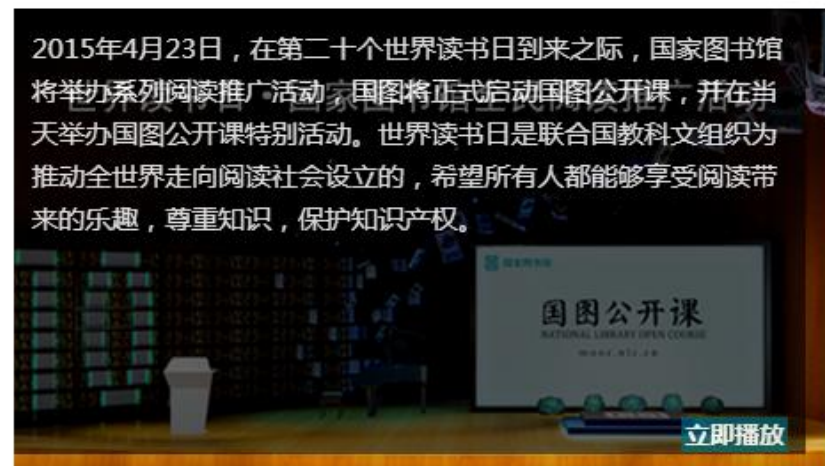 2015年4月23日，在第二十个世界读书日到来之际，国家图书馆
将举办系列阅读推广活动，国图将正式启动国图公开课，并在当
天举办国图公开课特别活动。世界读书日是联合国教科文组织为
推动全世界走向阅读社会设立的，希望所有人都能够享受阅读带
来的乐趣，尊重知识，保护知识产权。
国图公开课
NATIONAL LIBRARY OPEN COURSE
立即播放